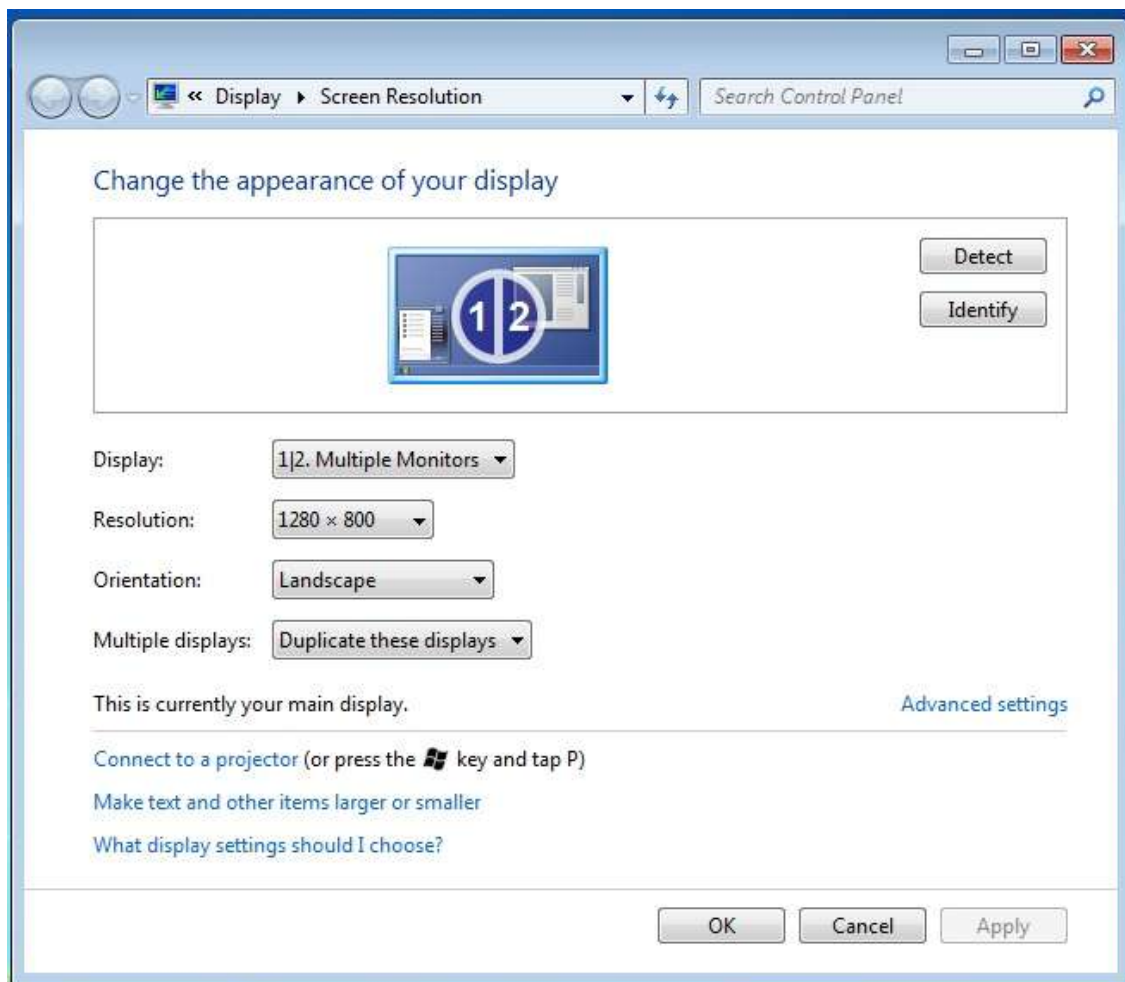 « Display ▸ Screen Resolution
Search Control Panel
Change the appearance of your display
1|2
Detect
Identify
Display: 1|2. Multiple Monitors
Resolution: 1280 × 800
Orientation: Landscape
Multiple displays: Duplicate these displays
This is currently your main display. Advanced settings
Connect to a projector (or press the key and tap P)
Make text and other items larger or smaller
What display settings should I choose?
OK Cancel Apply